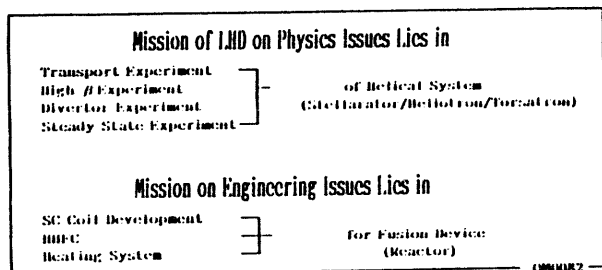 Mission of LHD on Physics Issues Lies in
Transport Experiment
High β Experiment
Divertor Experiment
Steady State Experiment
of Helical System
(Stellarator/Heliotron/Torsatron)
Mission on Engineering Issues Lies in
SC Coil Development
Heating System
for Fusion Device
(Reactor)